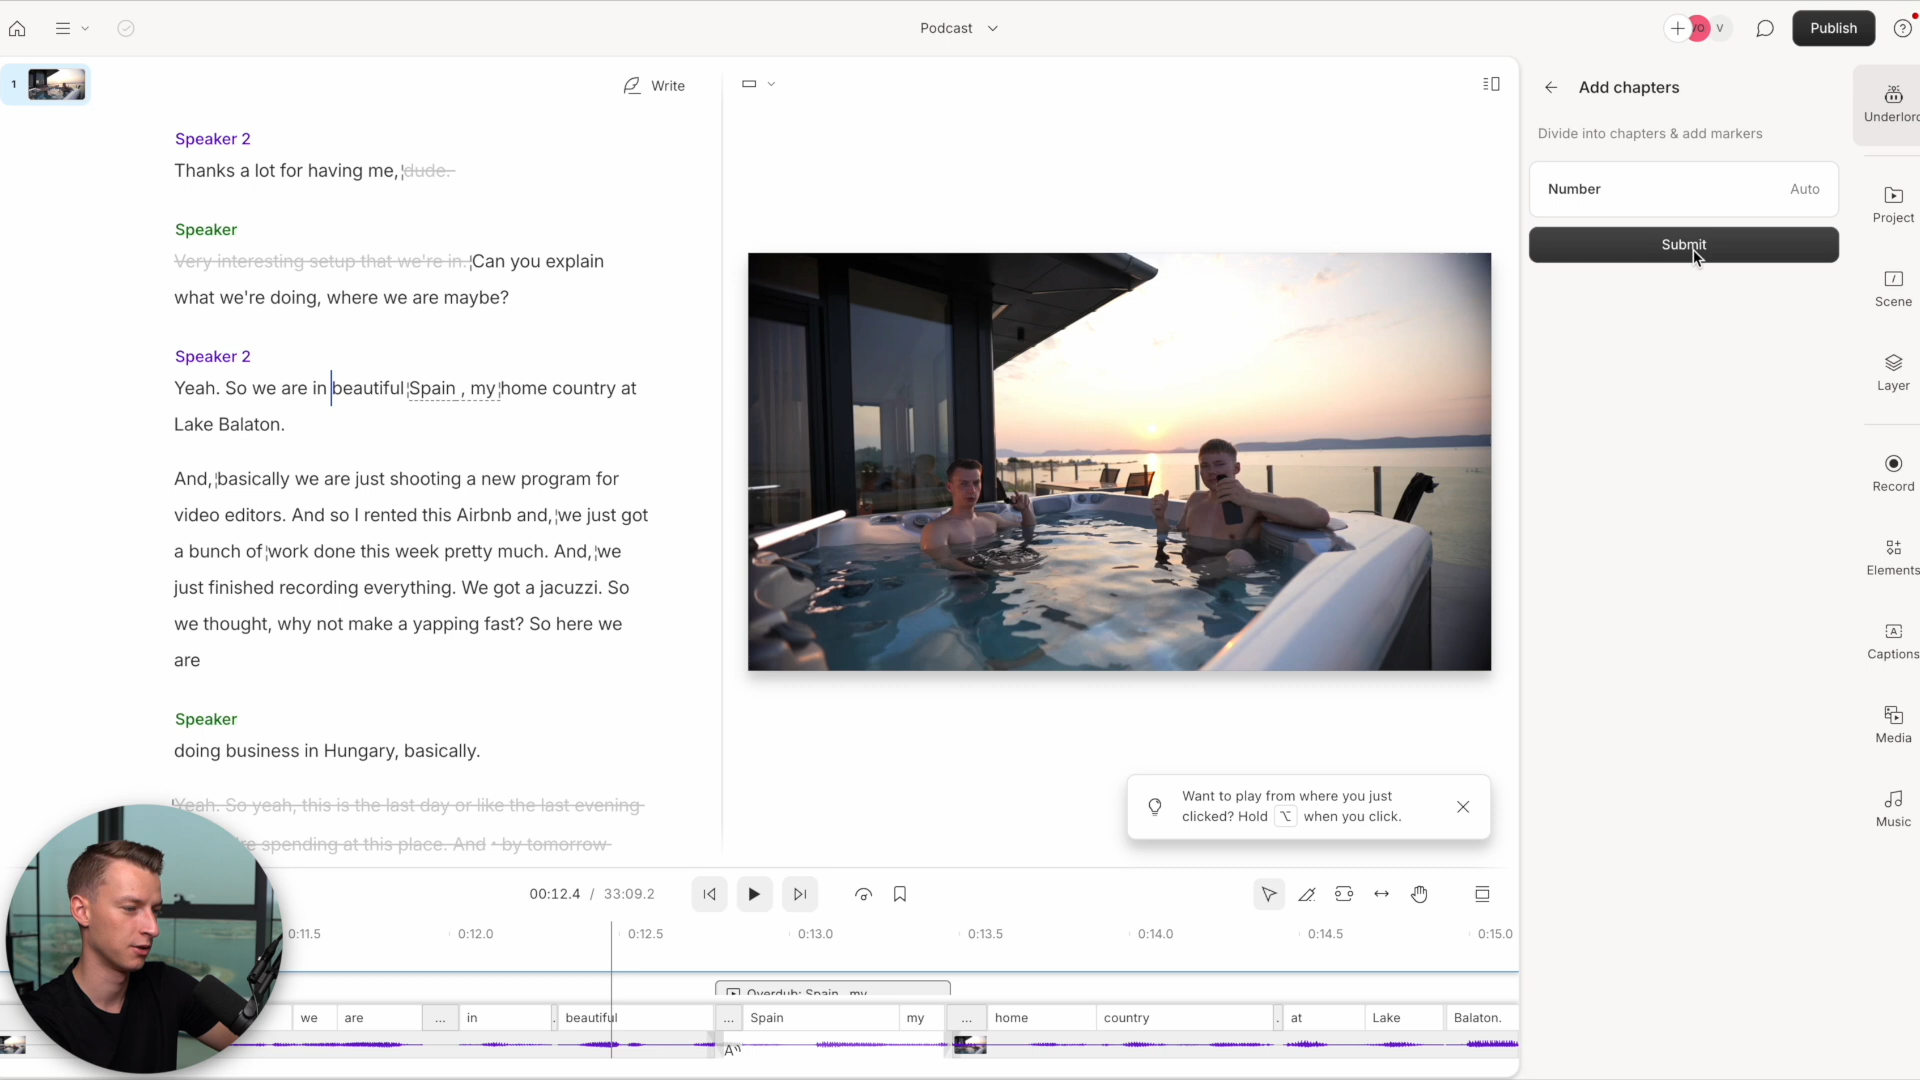 Podcast
VO
V
Publish
1
Write
Add chapters
Divide into chapters & add markers
Number
Auto
Submit
Underlord
Project
Scene
Layer
Record
Elements
Captions
Media
Music
Speaker 2
Thanks a lot for having me, dude.
Speaker
Very interesting setup that we're in. Can you explain
what we're doing, where we are maybe?
Speaker 2
Yeah. So we are in beautiful Spain , my home country at
Lake Balaton.
And, basically we are just shooting a new program for
video editors. And so I rented this Airbnb and, we just got
a bunch of work done this week pretty much. And, we
just finished recording everything. We got a jacuzzi. So
we thought, why not make a yapping fast? So here we
are
Speaker
doing business in Hungary, basically.
Yeah. So yeah, this is the last day or like the last evening
spending at this place. And - by tomorrow
Want to play from where you just
clicked? Hold ⌥ when you click.
00:12.4 / 33:09.2
0:11.5 0:12.0 0:12.5 0:13.0 0:13.5 0:14.0 0:14.5 0:15.0
Overdub: Spain , my
we are ... in . beautiful ... Spain my ... home country . at Lake Balaton.
A